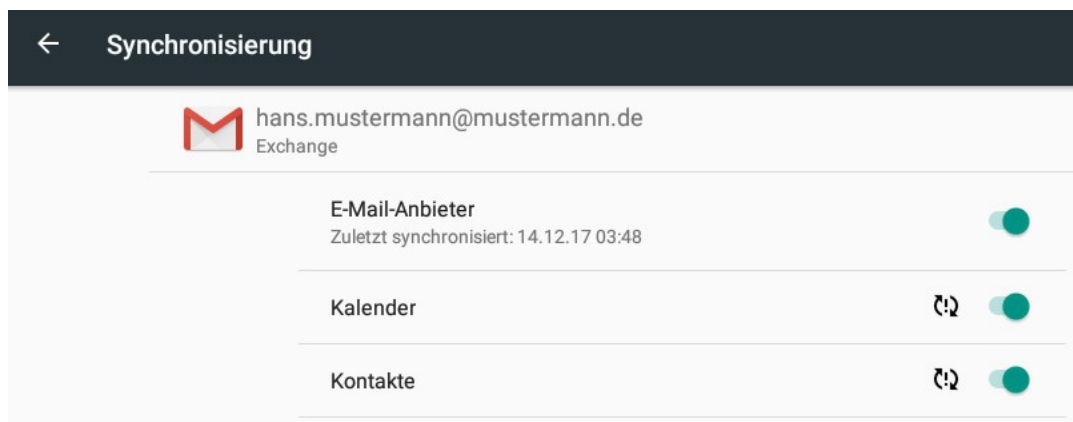 Synchronisierung
hans.mustermann@mustermann.de
Exchange
E-Mail-Anbieter
Zuletzt synchronisiert: 14.12.17 03:48
Kalender
Kontakte